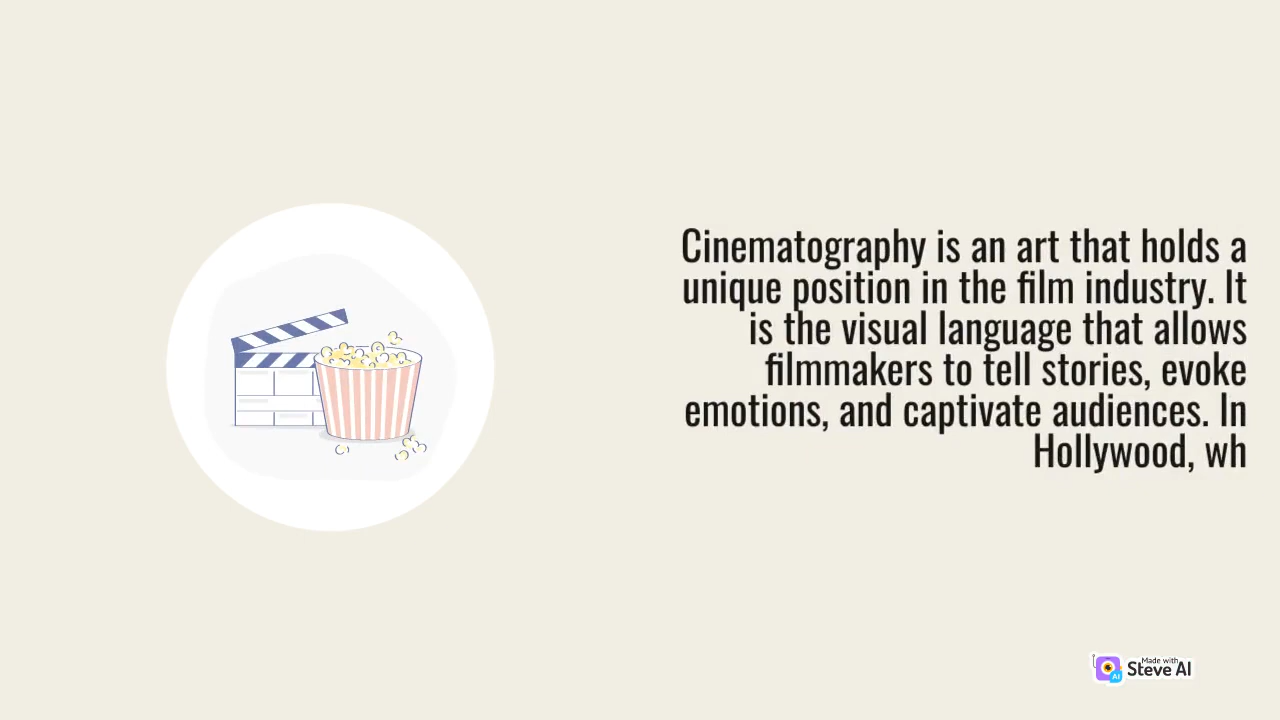 Cinematography is an art that holds a
unique position in the film industry. It
is the visual language that allows
filmmakers to tell stories, evoke
emotions, and captivate audiences. In
Hollywood, wh
Made with
Steve AI
AI